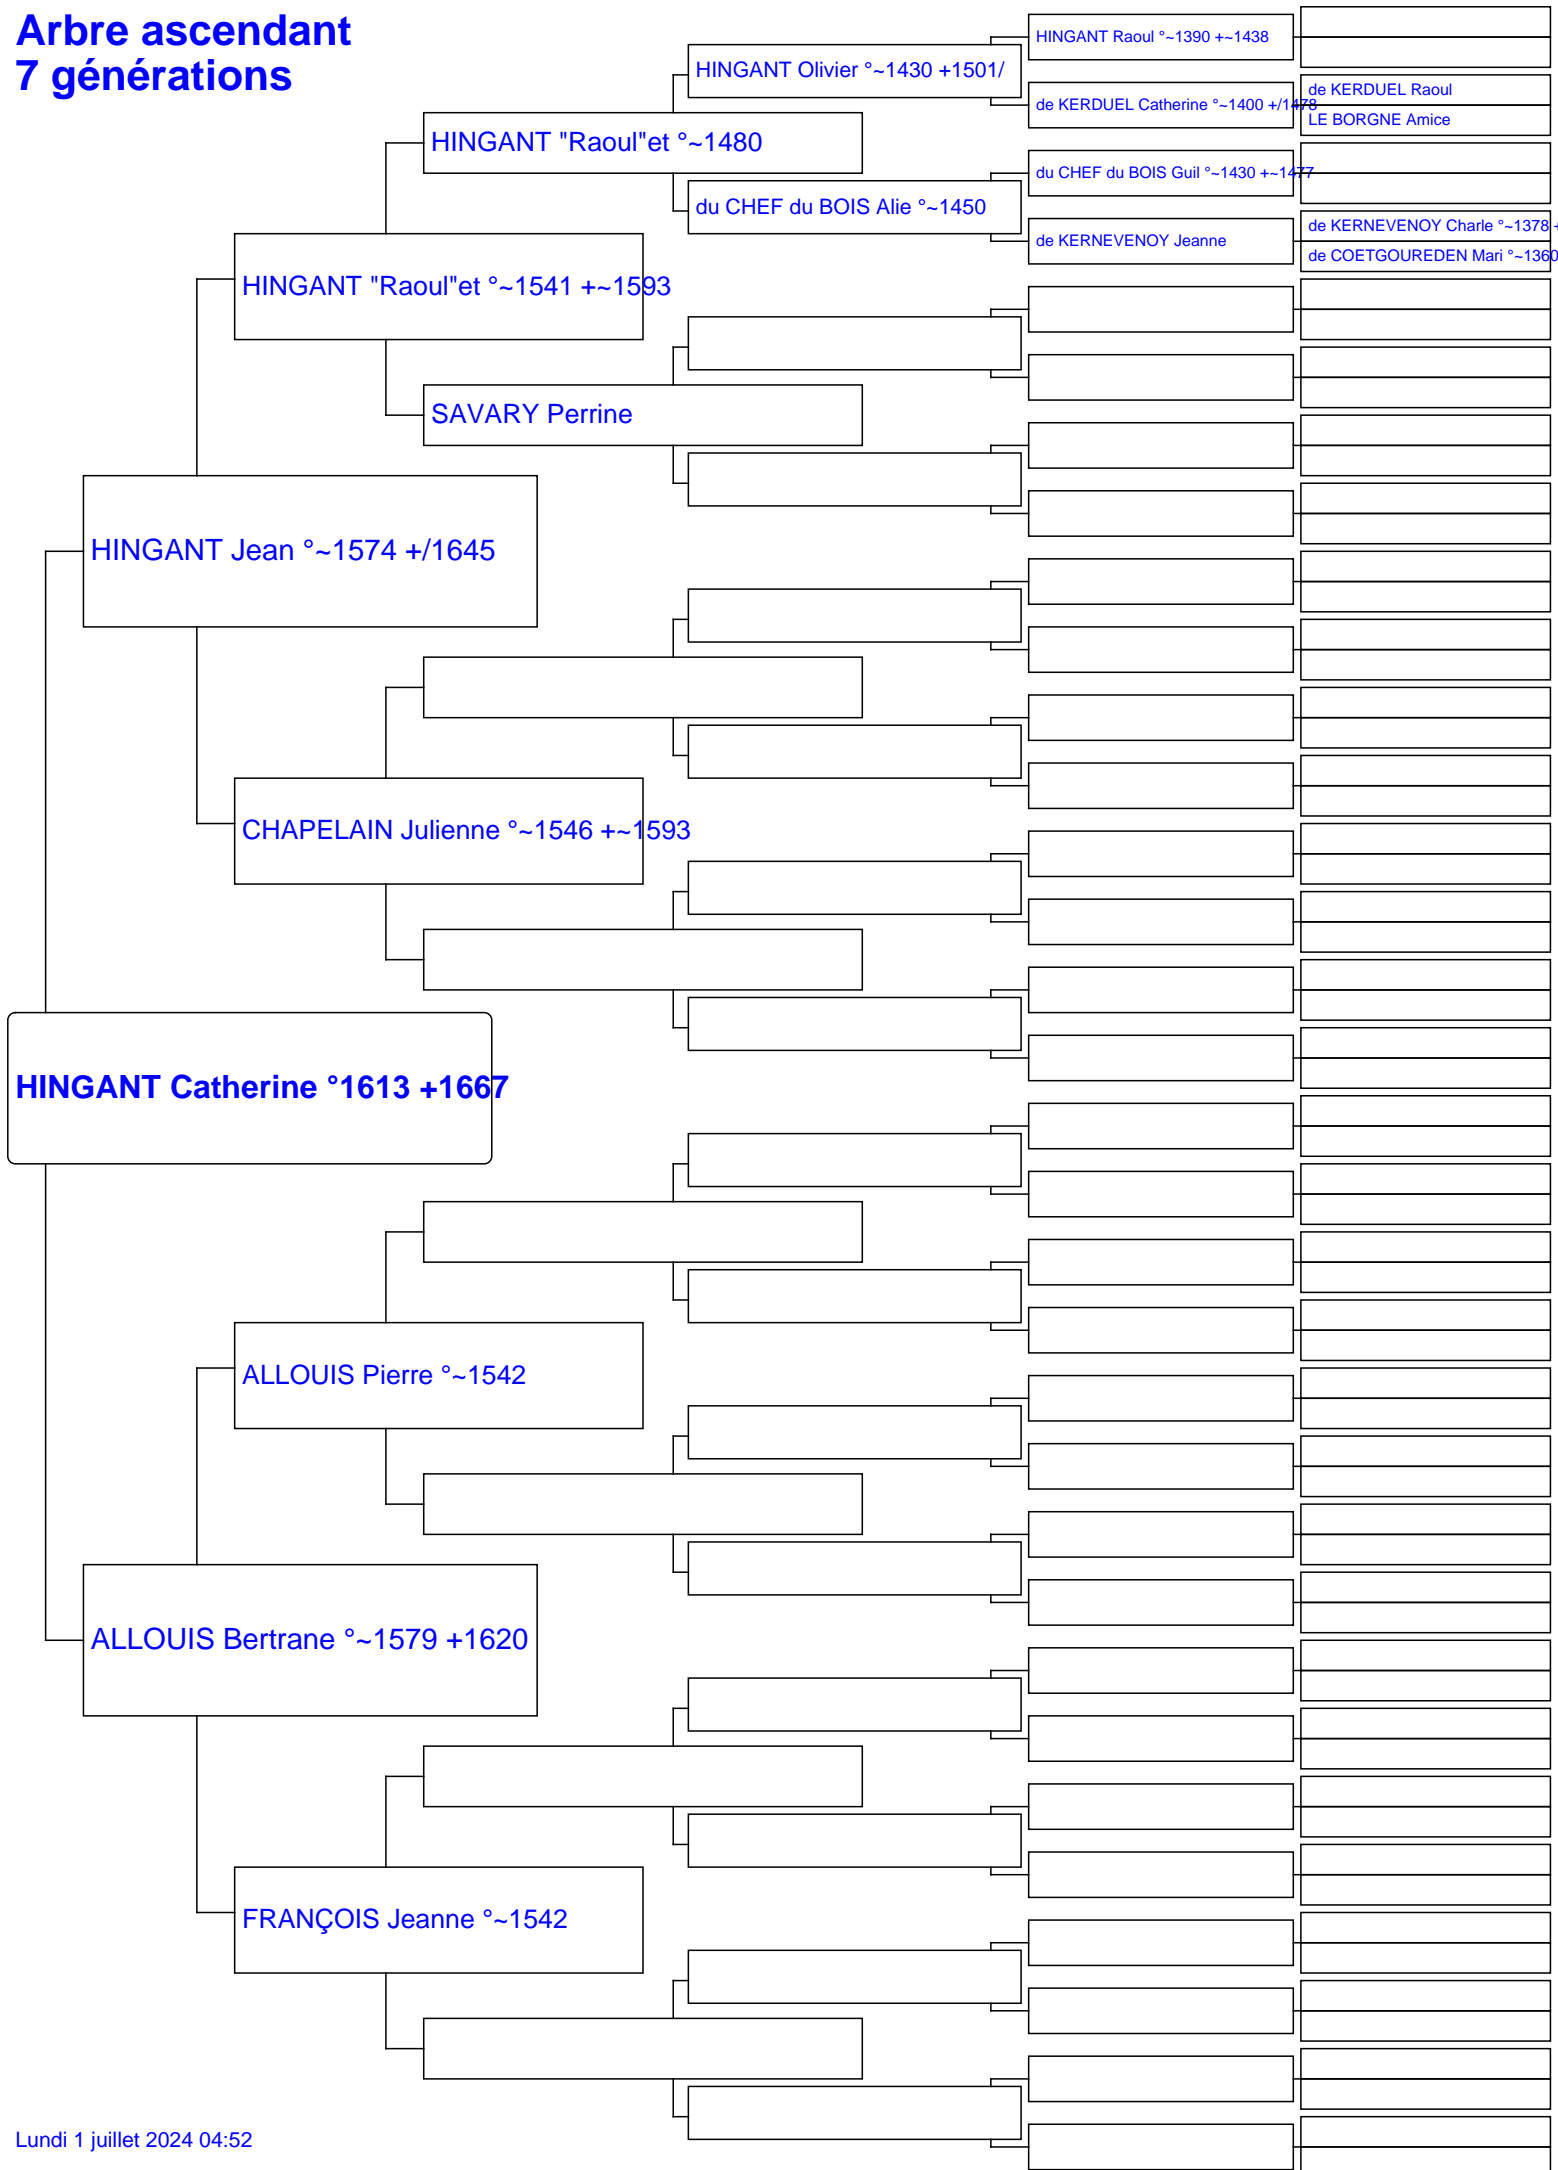 Arbre ascendant
7 générations
HINGANT Raoul °~1390 +~1438
HINGANT Olivier °~1430 +1501/
de KERDUEL Raoul
de KERDUEL Catherine °~1400 +/1478
LE BORGNE Amice
HINGANT "Raoul"et °~1480
du CHEF du BOIS Guil °~1430 +~1477
du CHEF du BOIS Alie °~1450
de KERNEVENOY Charle °~1378 +
de KERNEVENOY Jeanne
de COETGOUREDEN Mari °~1360
HINGANT "Raoul"et °~1541 +~1593
SAVARY Perrine
HINGANT Jean °~1574 +/1645
CHAPELAIN Julienne °~1546 +~1593
HINGANT Catherine °1613 +1667
ALLOUIS Pierre °~1542
ALLOUIS Bertrane °~1579 +1620
FRANÇOIS Jeanne °~1542
Lundi 1 juillet 2024 04:52